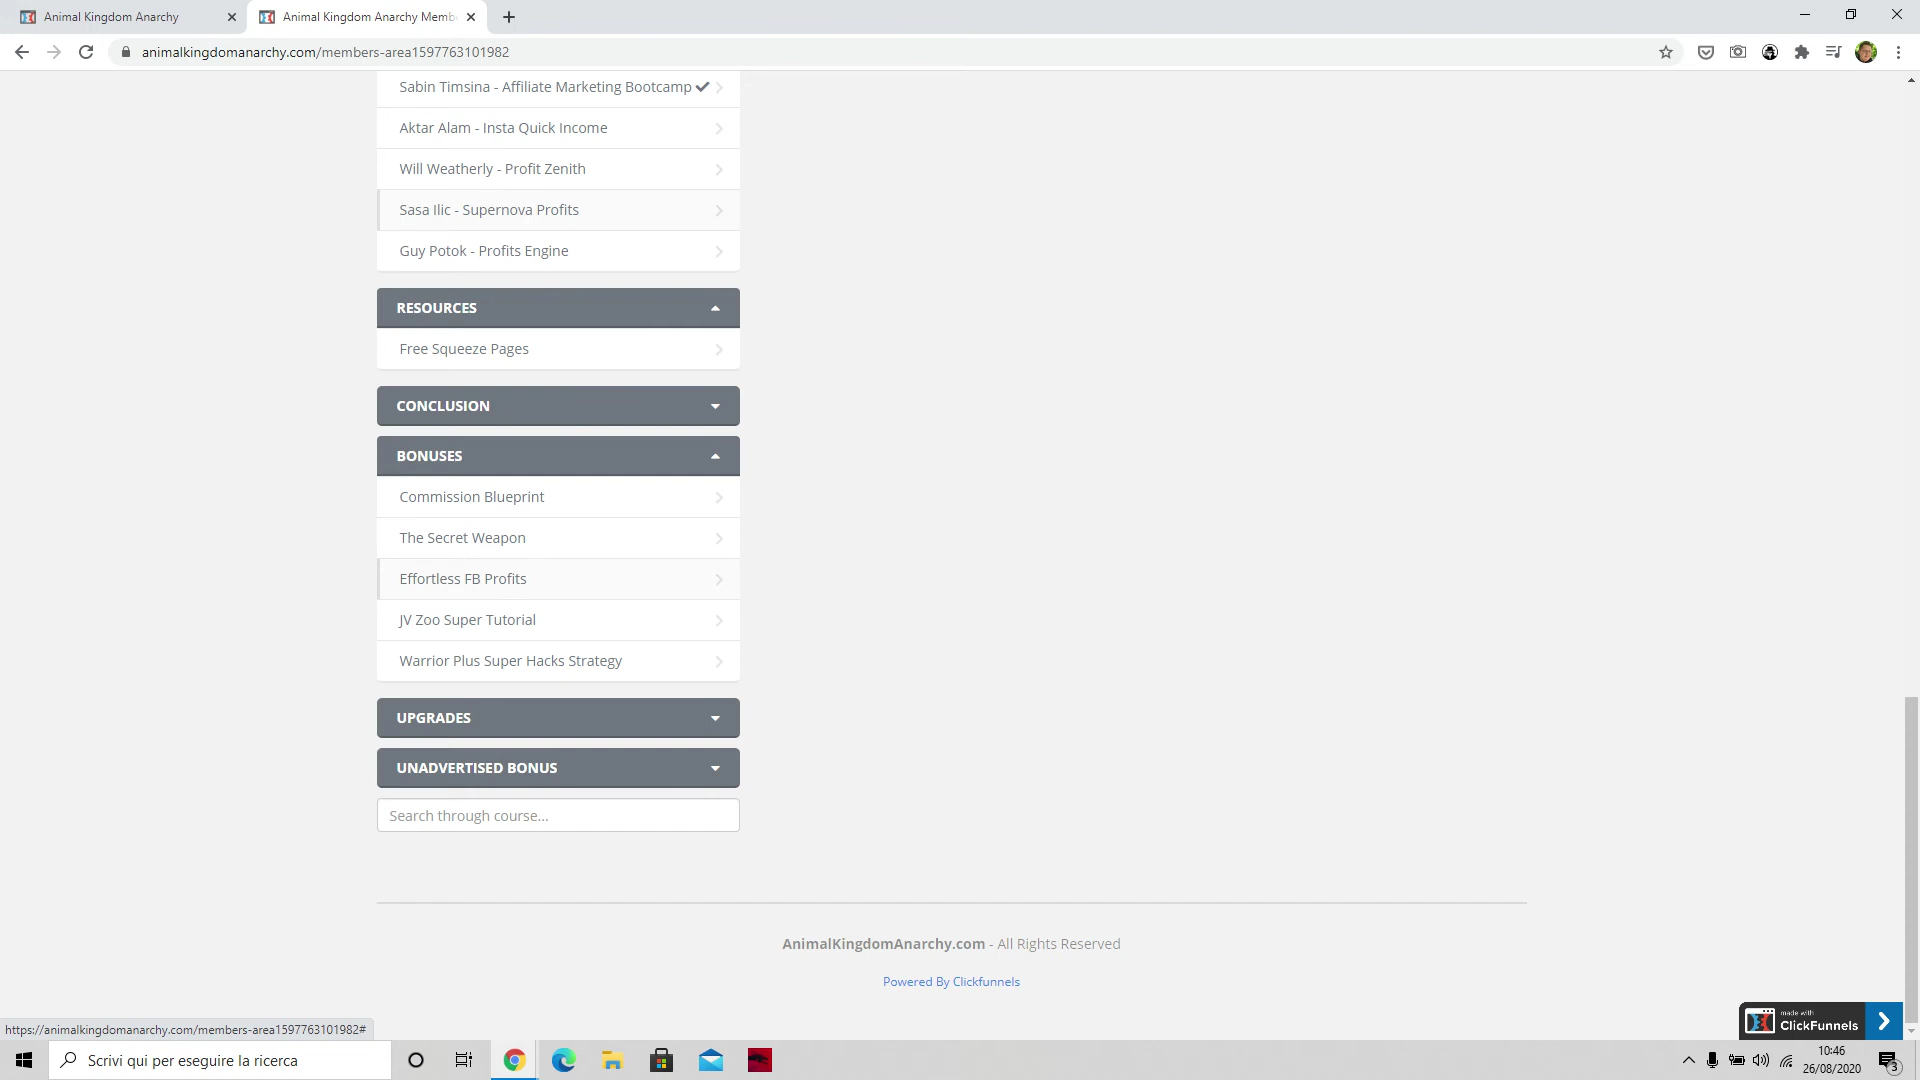 Animal Kingdom Anarchy
Animal Kingdom Anarchy Memb
animalkingdomanarchy.com/members-area1597763101982
Sabin Timsina - Affiliate Marketing Bootcamp
Aktar Alam - Insta Quick Income
Will Weatherly - Profit Zenith
Sasa Ilic - Supernova Profits
Guy Potok - Profits Engine
RESOURCES
Free Squeeze Pages
CONCLUSION
BONUSES
Commission Blueprint
The Secret Weapon
Effortless FB Profits
JV Zoo Super Tutorial
Warrior Plus Super Hacks Strategy
UPGRADES
UNADVERTISED BONUS
Search through course...
AnimalKingdomAnarchy.com - All Rights Reserved
Powered By Clickfunnels
made with
ClickFunnels
https://animalkingdomanarchy.com/members-area1597763101982#
Scrivi qui per eseguire la ricerca
10:46
26/08/2020
3